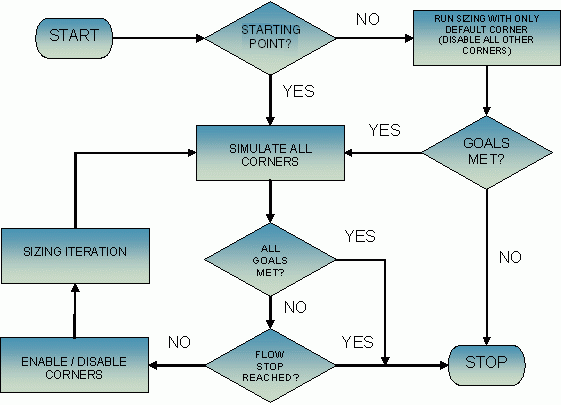 START
STARTING
POINT?
NO
RUN SIZING WITH ONLY
DEFAULT CORNER
(DISABLE ALL OTHER
CORNERS)
YES
YES
GOALS
MET?
SIMULATE ALL
CORNERS
NO
SIZING ITERATION
ALL
GOALS
MET?
YES
NO
ENABLE / DISABLE
CORNERS
NO
FLOW
STOP
REACHED?
YES
STOP